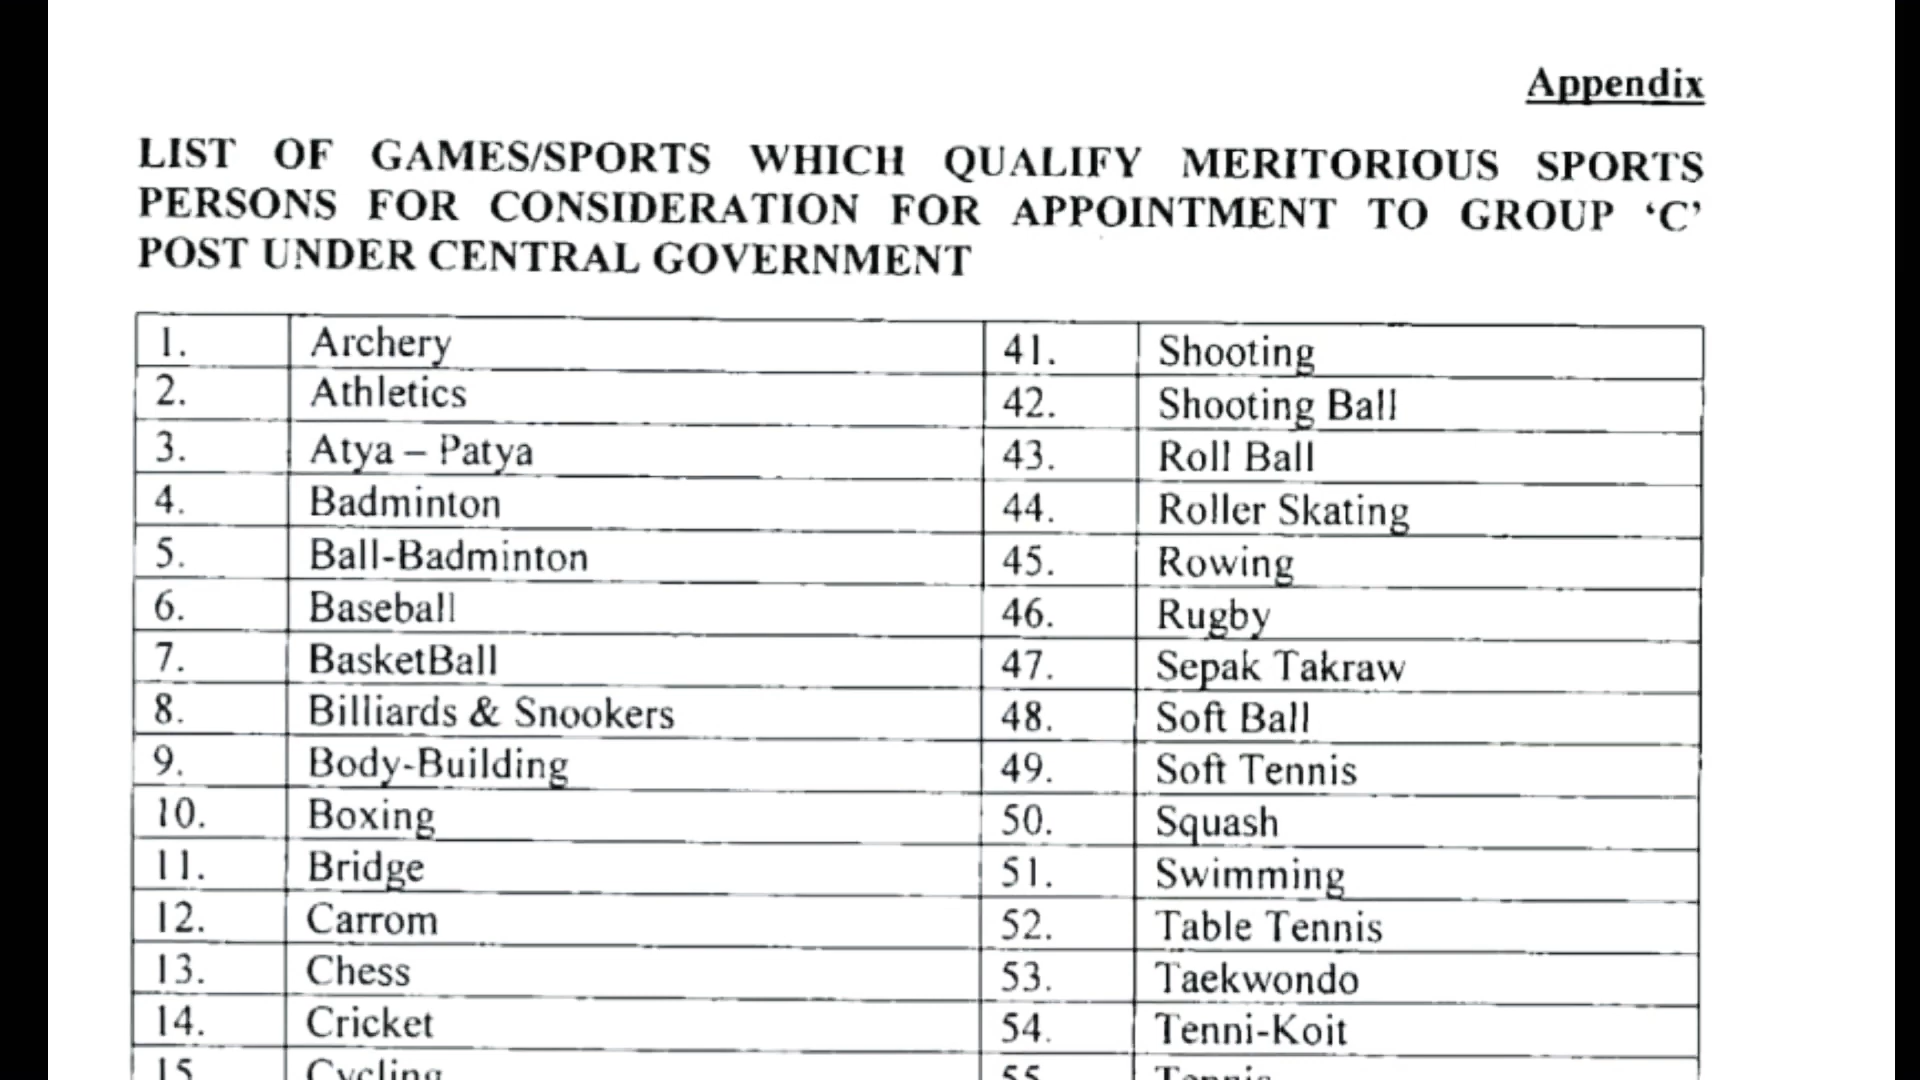 Appendix
LIST OF GAMES/SPORTS WHICH QUALIFY MERITORIOUS SPORTS
PERSONS FOR CONSIDERATION FOR APPOINTMENT TO GROUP ‘C’
POST UNDER CENTRAL GOVERNMENT
1. Archery 41. Shooting
2. Athletics 42. Shooting Ball
3. Atya – Patya 43. Roll Ball
4. Badminton 44. Roller Skating
5. Ball-Badminton 45. Rowing
6. Baseball 46. Rugby
7. BasketBall 47. Sepak Takraw
8. Billiards & Snookers 48. Soft Ball
9. Body-Building 49. Soft Tennis
10. Boxing 50. Squash
11. Bridge 51. Swimming
12. Carrom 52. Table Tennis
13. Chess 53. Taekwondo
14. Cricket 54. Tenni-Koit
15. Cycling 55. Tennis